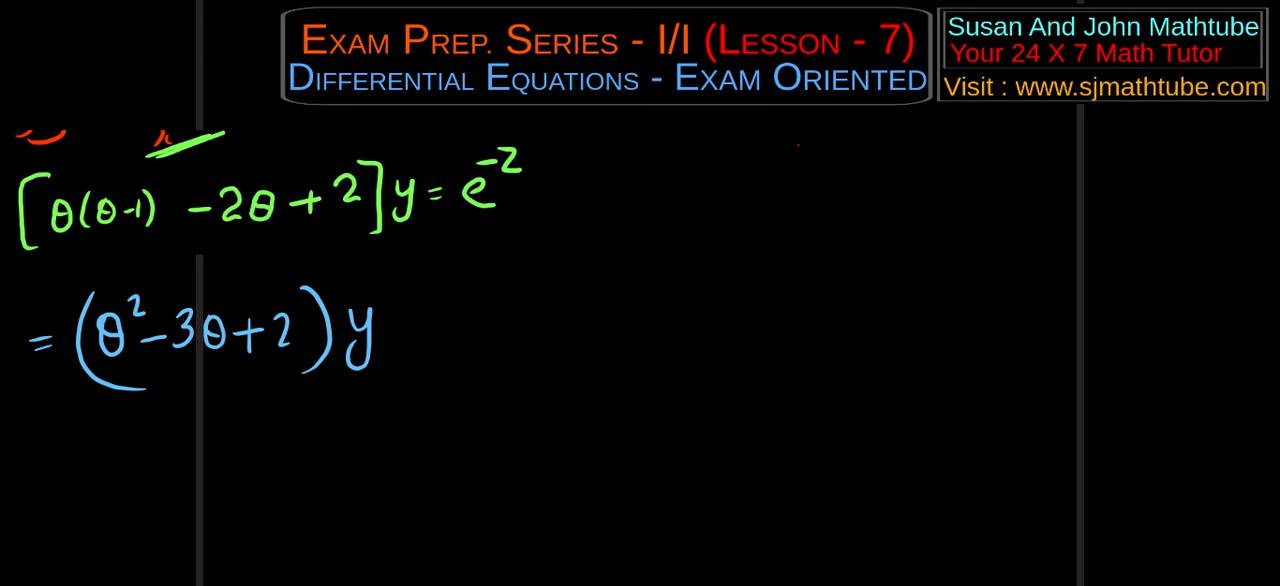 Exam Prep. Series - I/I (Lesson - 7)
Differential Equations - Exam Oriented
Susan And John Mathtube
Your 24 X 7 Math Tutor
Visit : www.sjmathtube.com
[θ(θ-1) - 2θ + 2]y = e^-2
= (θ² - 3θ + 2)y